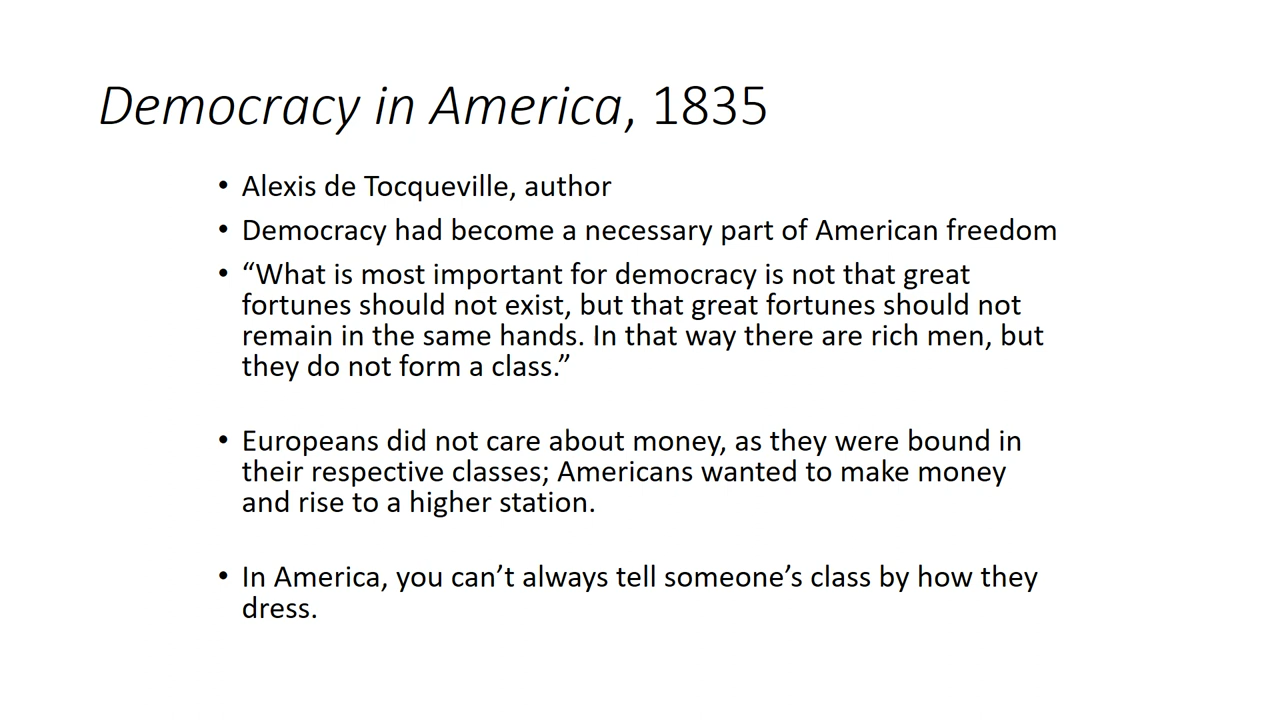 Democracy in America, 1835
• Alexis de Tocqueville, author
• Democracy had become a necessary part of American freedom
• “What is most important for democracy is not that great
fortunes should not exist, but that great fortunes should not
remain in the same hands. In that way there are rich men, but
they do not form a class.”
• Europeans did not care about money, as they were bound in
their respective classes; Americans wanted to make money
and rise to a higher station.
• In America, you can’t always tell someone’s class by how they
dress.